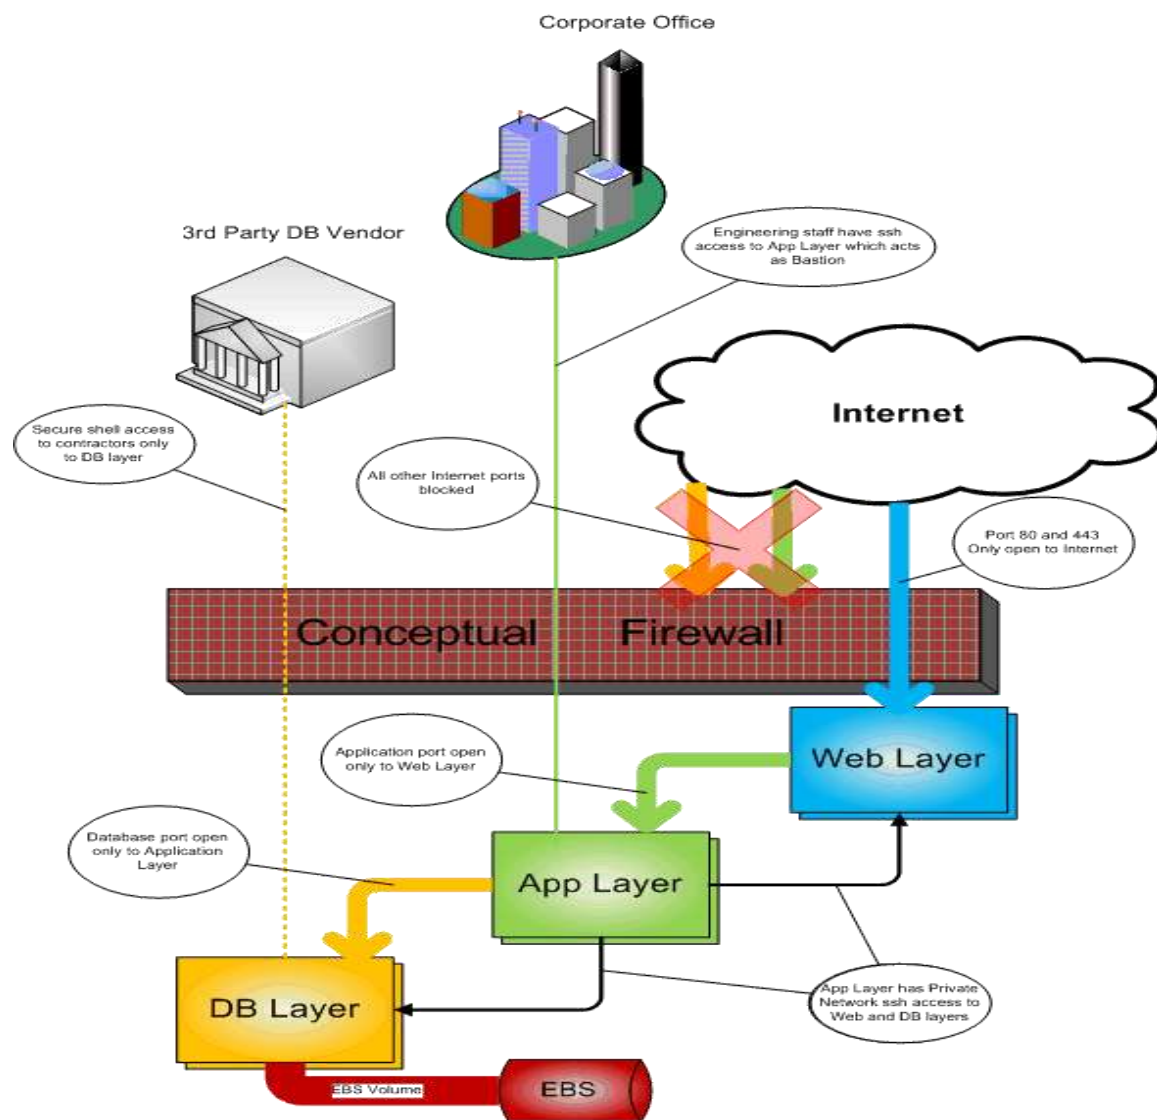 Corporate Office
3rd Party DB Vendor
Engineering staff have ssh
access to App Layer which acts
as Bastion
Internet
Secure shell access
to contractors only
to DB layer
All other Internet ports
blocked
Port 80 and 443
Only open to Internet
Conceptual Firewall
Application port open
only to Web Layer
Web Layer
Database port open
only to Application
Layer
App Layer
App Layer has Private
Network ssh access to
Web and DB layers
DB Layer
EBS Volume
EBS